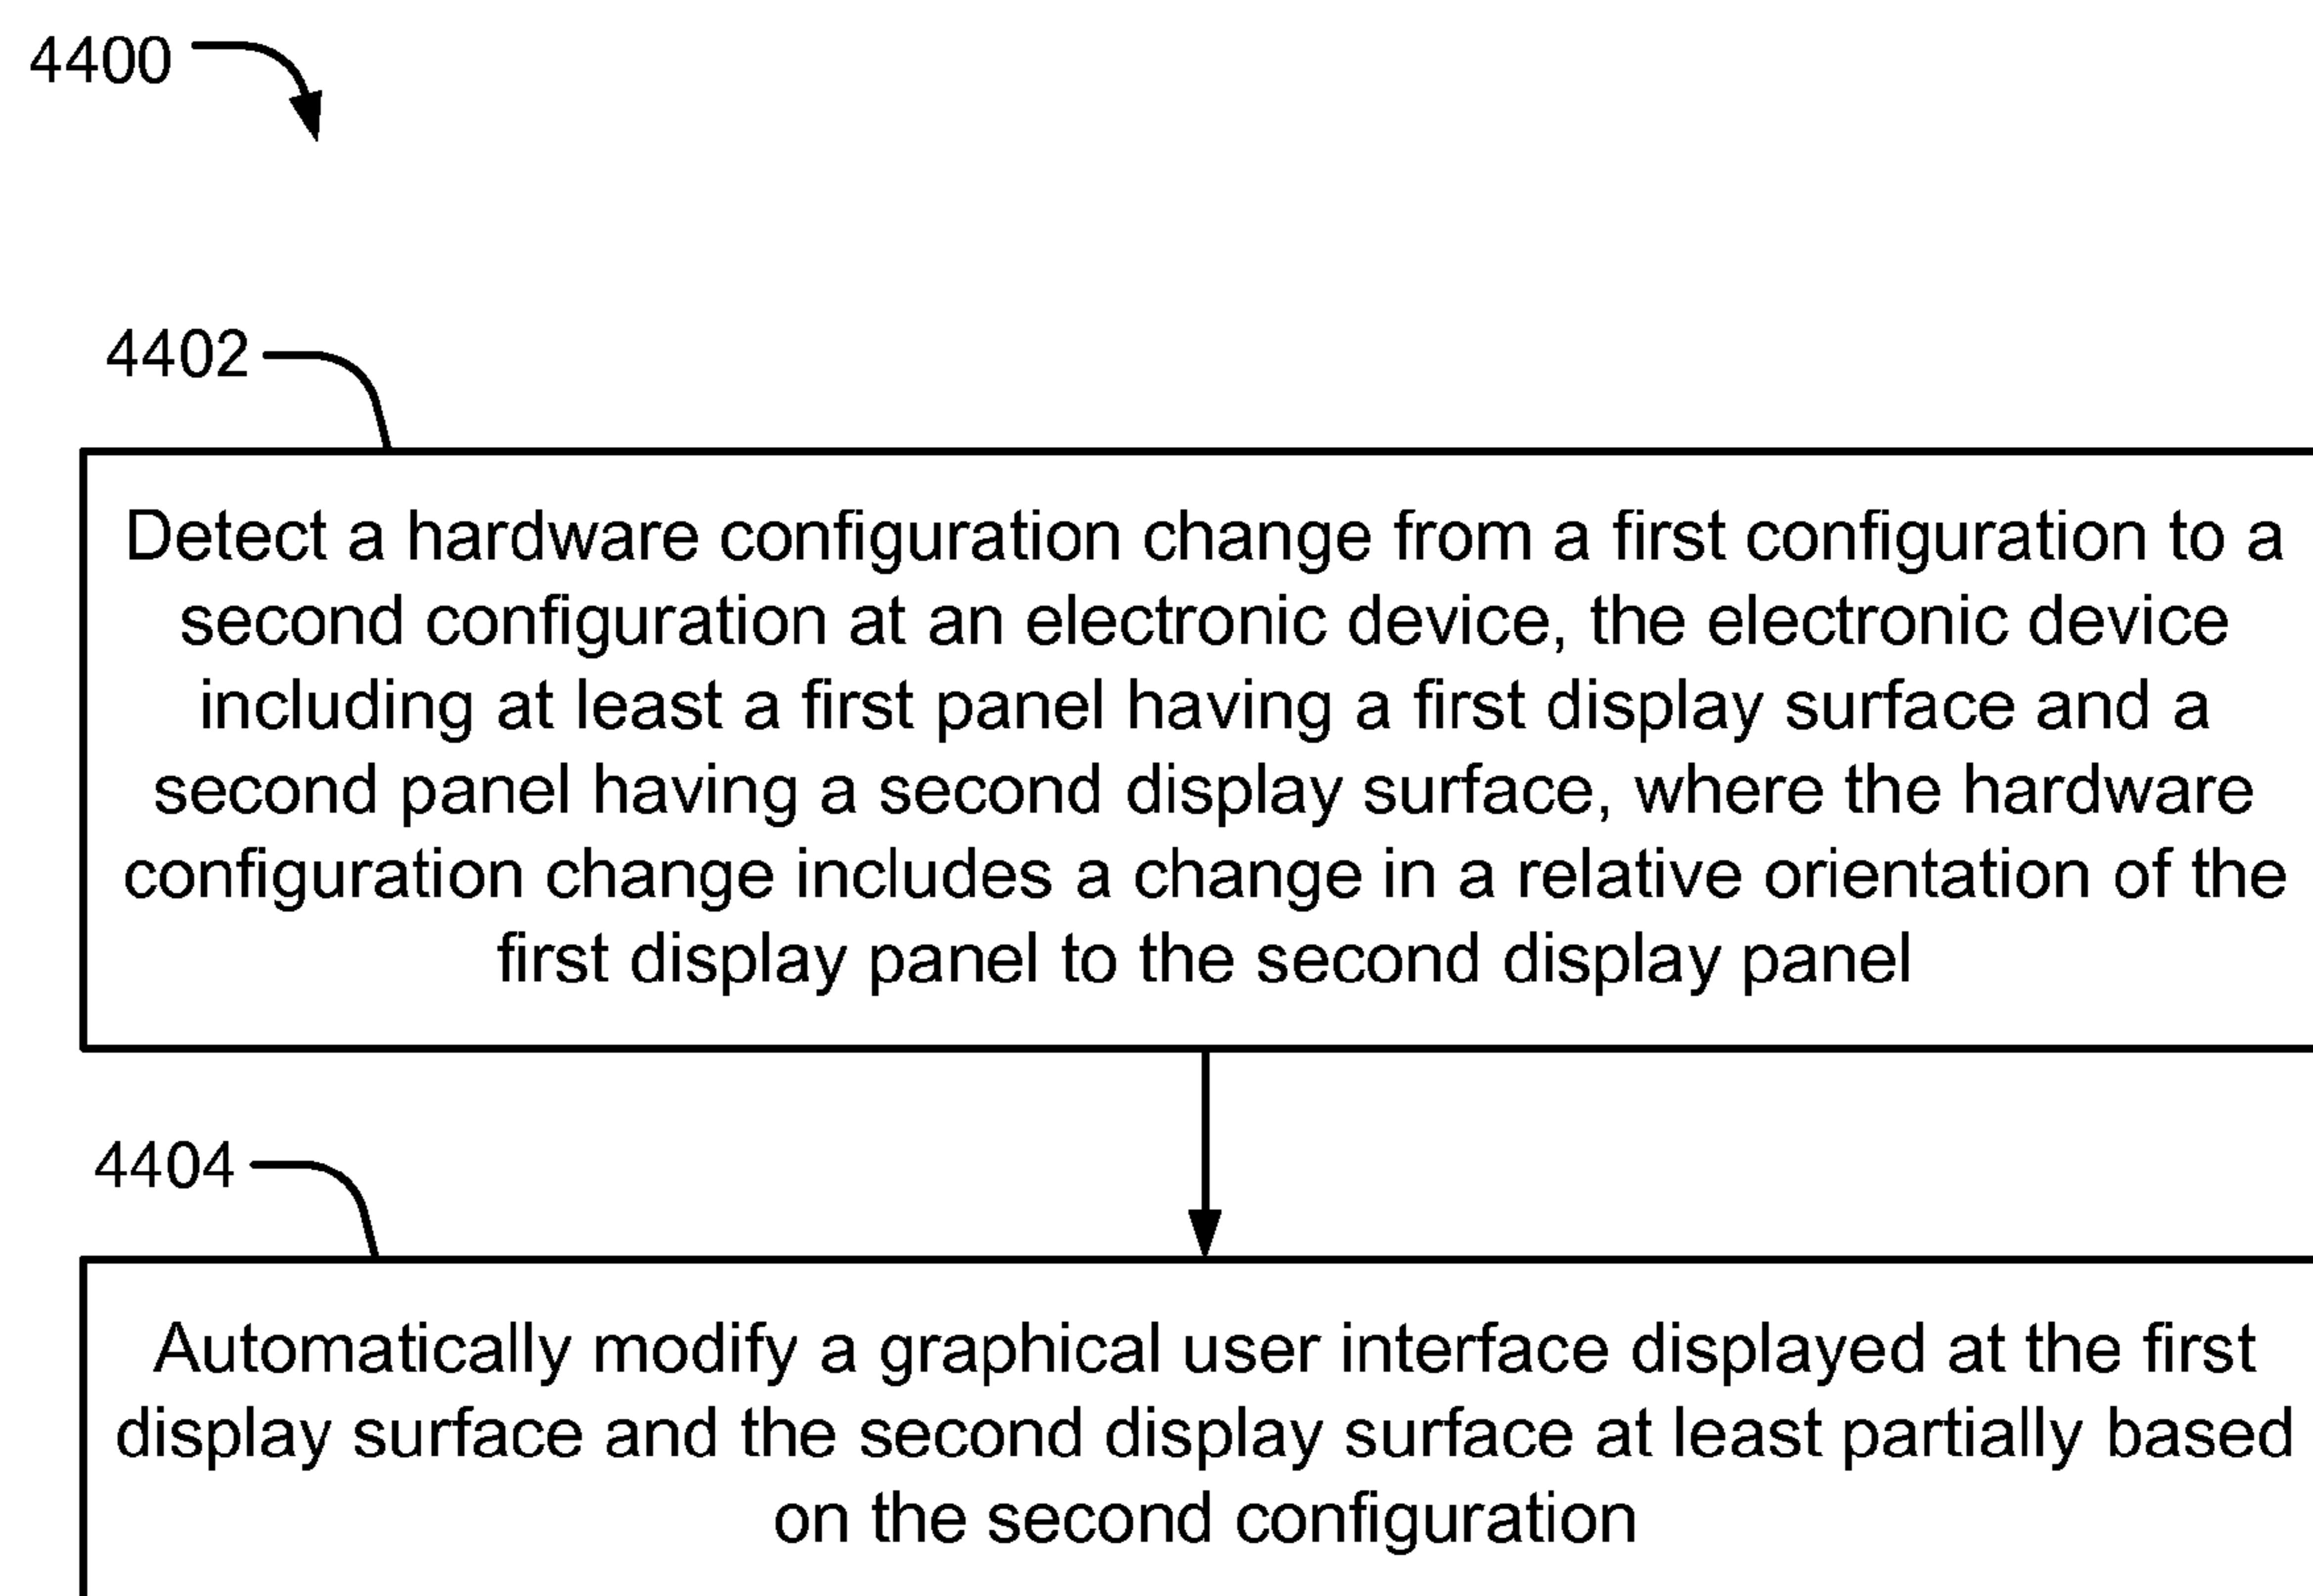 4400
4402
Detect a hardware configuration change from a first configuration to a
second configuration at an electronic device, the electronic device
including at least a first panel having a first display surface and a
second panel having a second display surface, where the hardware
configuration change includes a change in a relative orientation of the
first display panel to the second display panel
4404
Automatically modify a graphical user interface displayed at the first
display surface and the second display surface at least partially based
on the second configuration